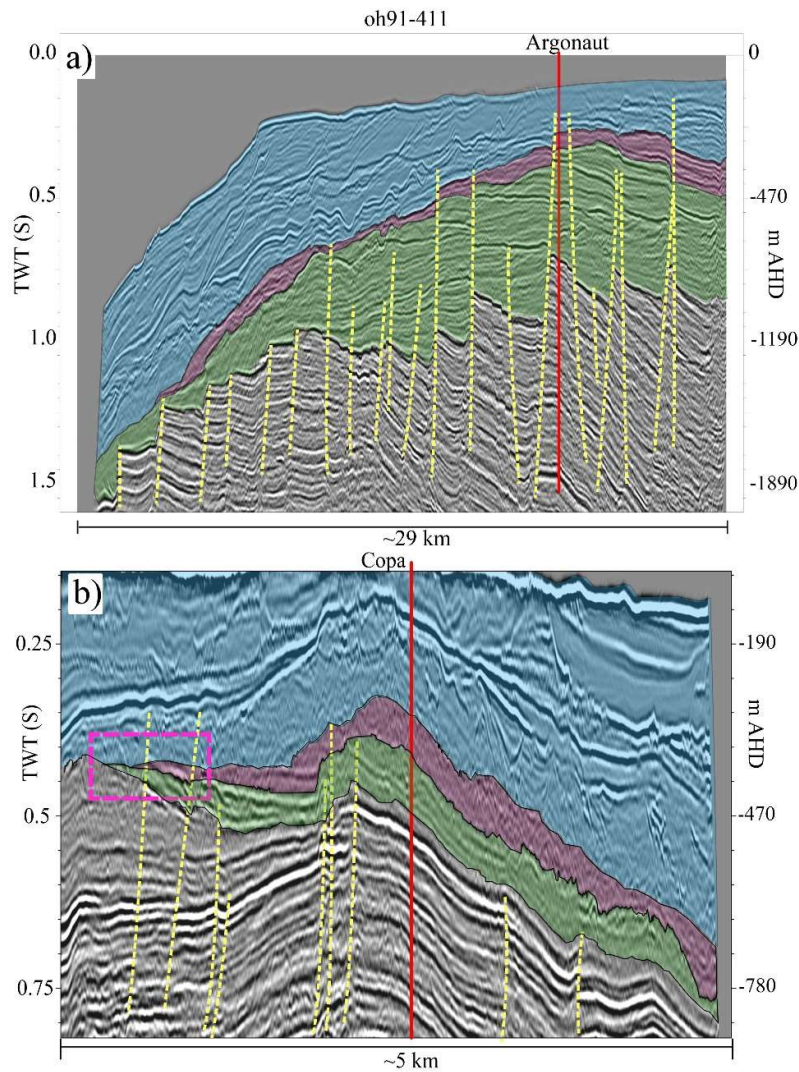 oh91-411
a)
Argonaut
0.0
0.5
1.0
1.5
TWT (S)
0
-470
-1190
-1890
m AHD
~29 km
Copa
b)
0.25
0.5
0.75
TWT (S)
-190
-470
-780
m AHD
~5 km